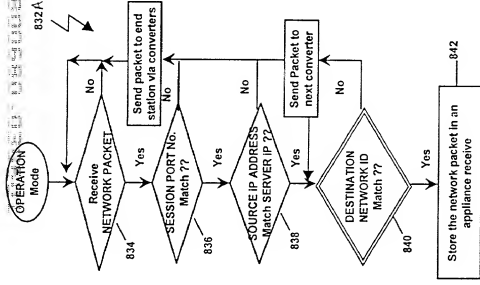 832A
OPERATION
Mode
Receive
NETWORK PACKET
834
No
Yes
Send packet to end
station via converters
SESSION PORT No.
Match ??
836
No
Yes
SOURCE IP ADDRESS
Match SERVER IP ??
838
No
Yes
Send Packet to
next converter
DESTINATION
NETWORK ID
Match ??
840
No
Yes
842
Store the network packet in an
appliance receive